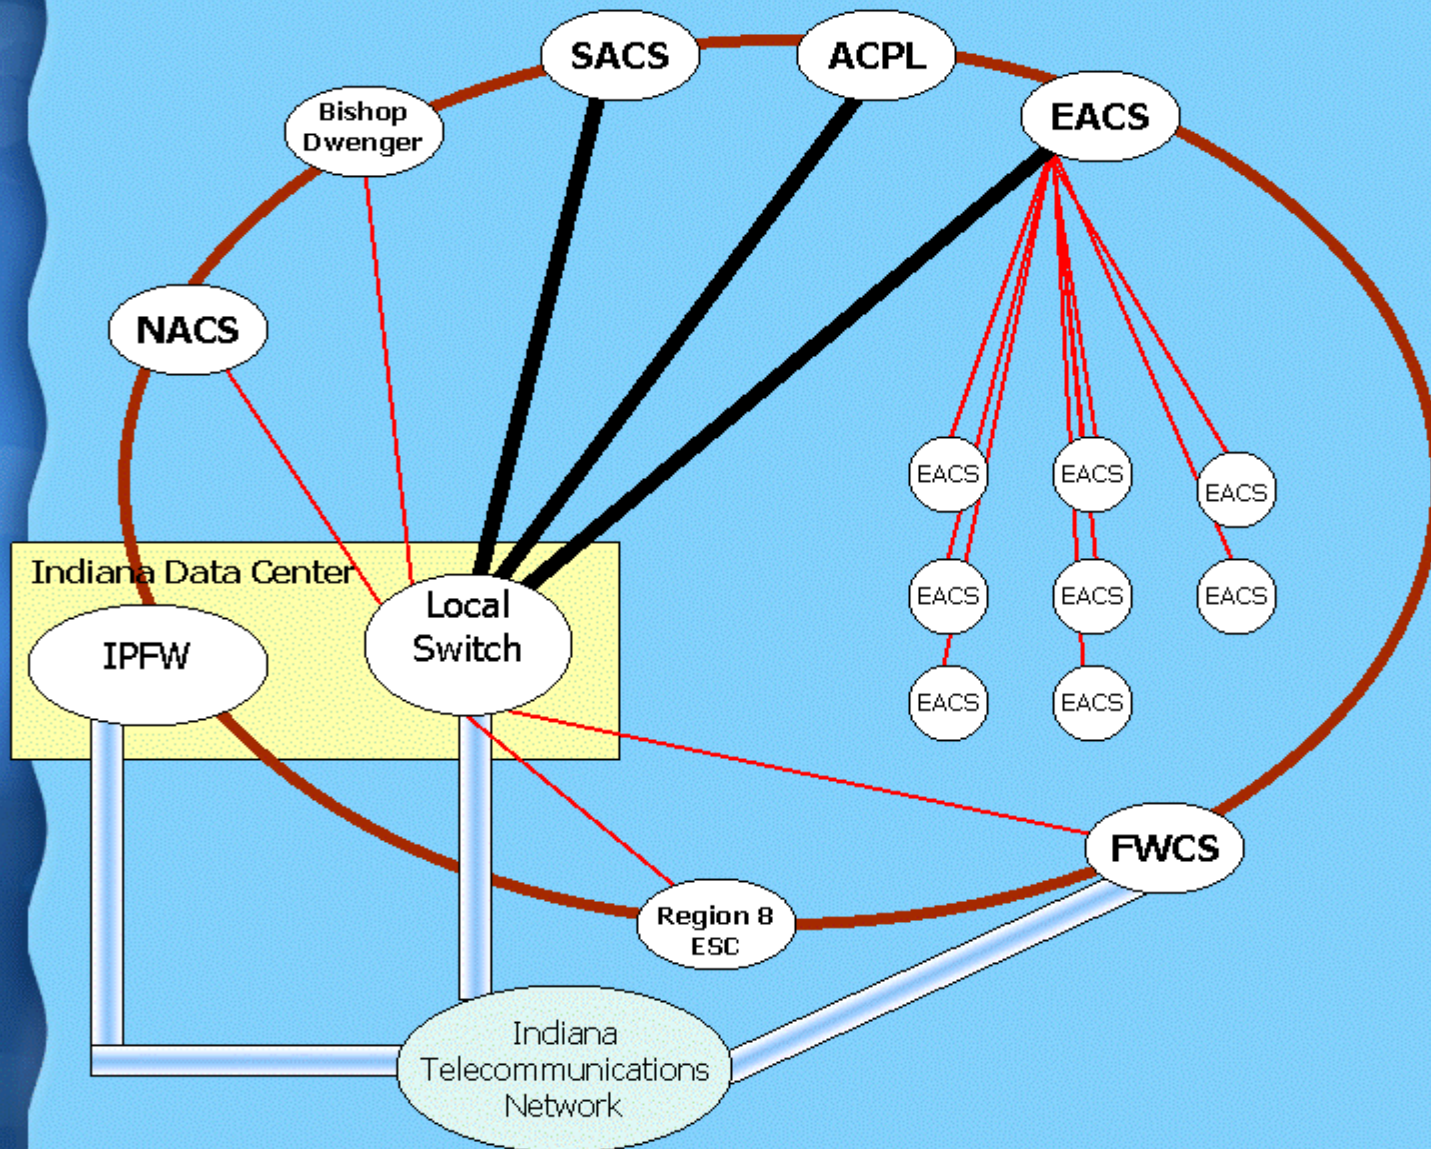 SACS
ACPL
EACS
Bishop
Dwenger
NACS
EACS
EACS
EACS
EACS
EACS
EACS
EACS
EACS
Indiana Data Center
Local
Switch
IPFW
FWCS
Region 8
ESC
Indiana
Telecommunications
Network